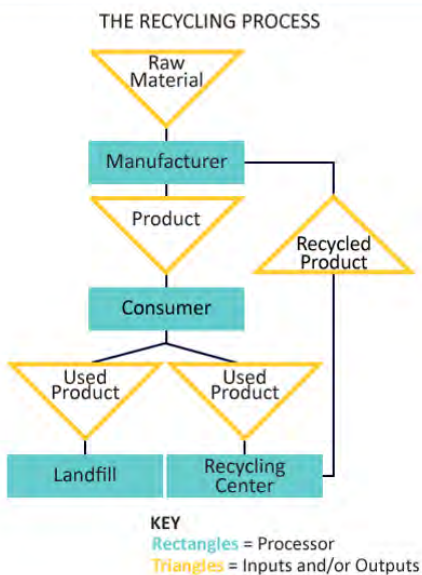 THE RECYCLING PROCESS
Raw
Material
Manufacturer
Product
Recycled
Product
Consumer
Used
Product
Used
Product
Landfill
Recycling
Center
KEY
Rectangles = Processor
Triangles = Inputs and/or Outputs